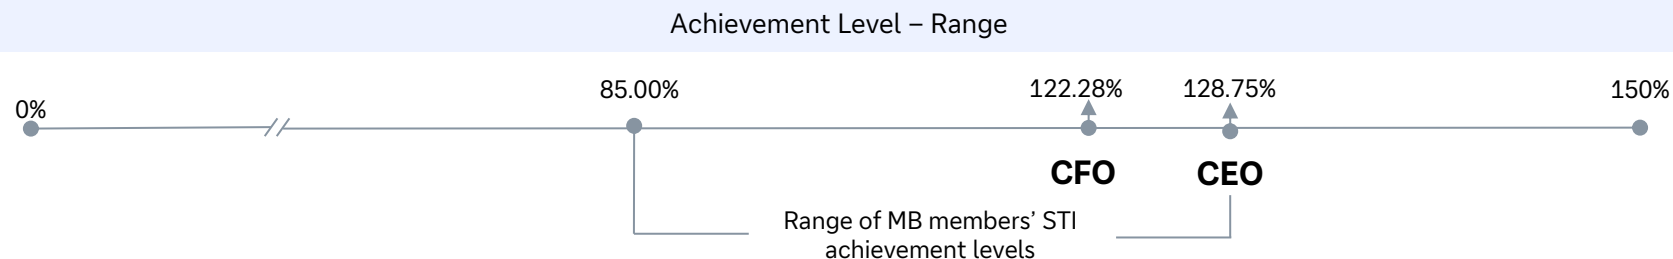 Achievement Level – Range
0%
85.00%
122.28%
128.75%
150%
CFO
CEO
Range of MB members’ STI
achievement levels